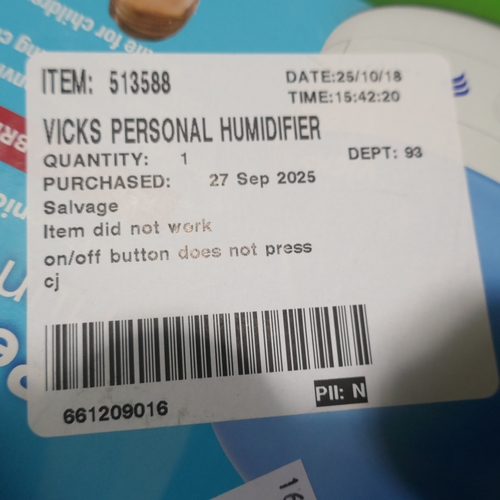 ITEM: 513588
DATE:25/10/18
TIME:15:42:20
VICKS PERSONAL HUMIDIFIER
QUANTITY: 1
DEPT: 93
PURCHASED: 27 Sep 2025
Salvage
Item did not work
on/off button does not press
cj
PII: N
661209016